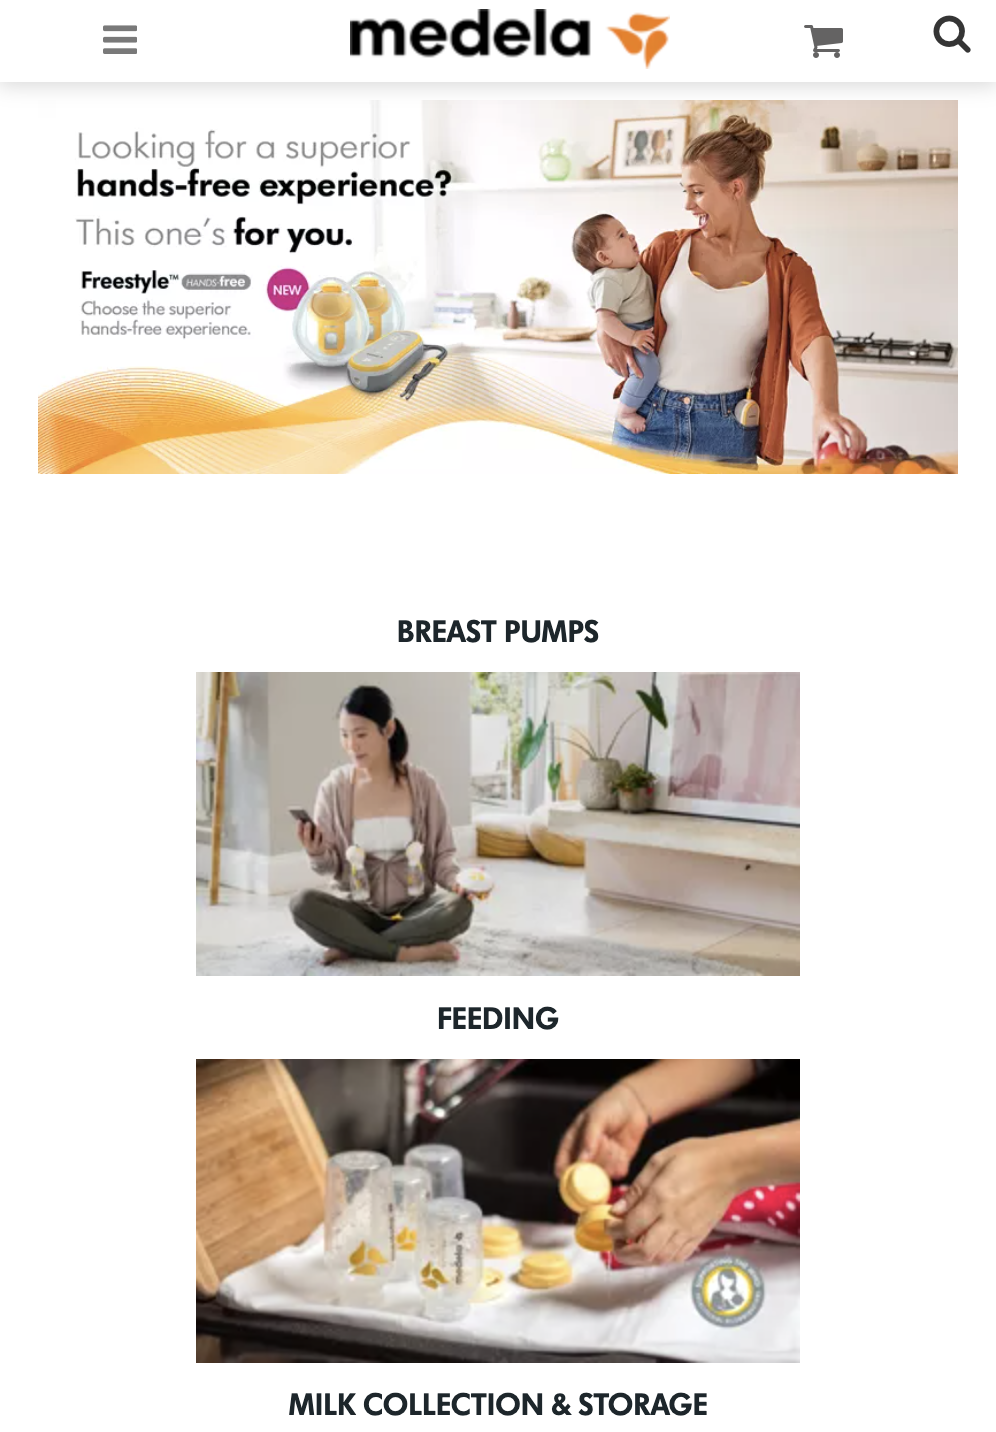 medela
Looking for a superior
hands-free experience?
This one's for you.
Freestyle™ HANDS-free
NEW
Choose the superior
hands-free experience.
BREAST PUMPS
FEEDING
medela
MILK COLLECTION & STORAGE